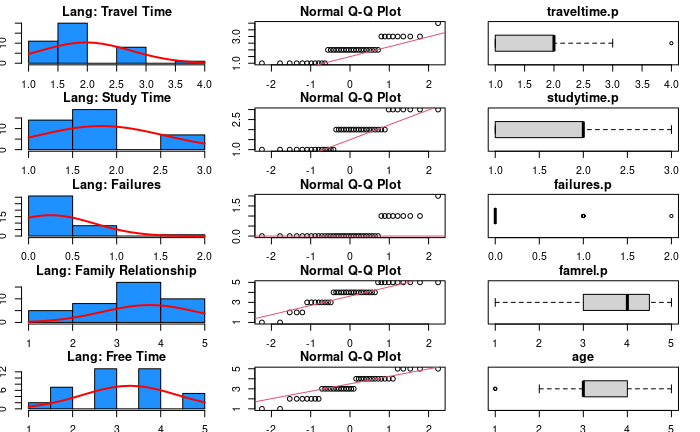 Lang: Travel Time Normal Q-Q Plot traveltime.p
0 10
1.0 1.5 2.0 2.5 3.0 3.5 4.0
1.0 3.0
-2 -1 0 1 2
1.0 1.5 2.0 2.5 3.0 3.5 4.0
Lang: Study Time Normal Q-Q Plot studytime.p
0 10
1.0 1.5 2.0 2.5 3.0
1.0 2.5
-2 -1 0 1 2
1.0 1.5 2.0 2.5 3.0
Lang: Failures Normal Q-Q Plot failures.p
0 15
0.0 0.5 1.0 1.5 2.0
0.0 1.5
-2 -1 0 1 2
0.0 0.5 1.0 1.5 2.0
Lang: Family Relationship Normal Q-Q Plot famrel.p
0 10
1 2 3 4 5
1 3 5
-2 -1 0 1 2
1 2 3 4 5
Lang: Free Time Normal Q-Q Plot age
0 6 12
1 2 3 4 5
1 3 5
-2 -1 0 1 2
1 2 3 4 5